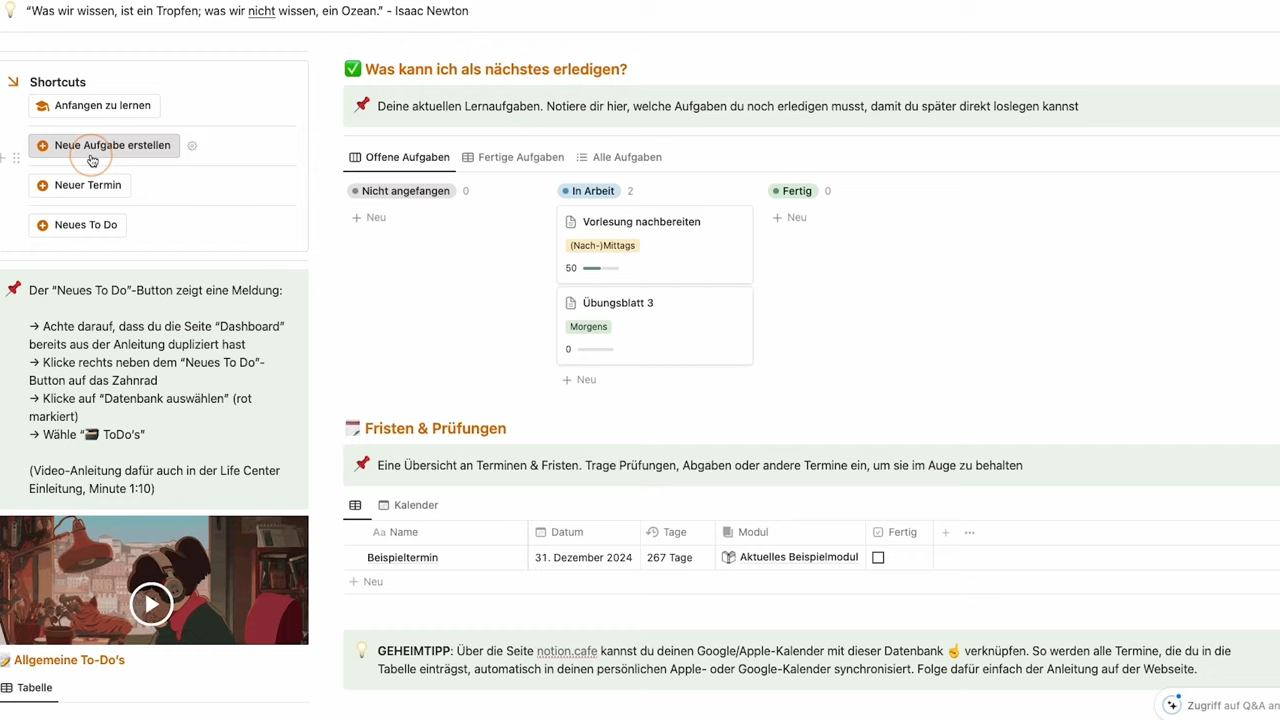 “Was wir wissen, ist ein Tropfen; was wir nicht wissen, ein Ozean.” - Isaac Newton
Shortcuts
Anfangen zu lernen
Neue Aufgabe erstellen
Neuer Termin
Neues To Do
Der “Neues To Do”-Button zeigt eine Meldung:
→ Achte darauf, dass du die Seite “Dashboard”
bereits aus der Anleitung dupliziert hast
→ Klicke rechts neben dem “Neues To Do”-
Button auf das Zahnrad
→ Klicke auf “Datenbank auswählen” (rot
markiert)
→ Wähle “🗃 ToDo’s”
(Video-Anleitung dafür auch in der Life Center
Einleitung, Minute 1:10)
Allgemeine To-Do’s
Tabelle
Was kann ich als nächstes erledigen?
Deine aktuellen Lernaufgaben. Notiere dir hier, welche Aufgaben du noch erledigen musst, damit du später direkt loslegen kannst
Offene Aufgaben Fertige Aufgaben Alle Aufgaben
Nicht angefangen 0 In Arbeit 2 Fertig 0
+ Neu
Vorlesung nachbereiten
(Nach-)Mittags
50
Übungsblatt 3
Morgens
0
+ Neu
+ Neu
Fristen & Prüfungen
Eine Übersicht an Terminen & Fristen. Trage Prüfungen, Abgaben oder andere Termine ein, um sie im Auge zu behalten
Kalender
Aa Name Datum Tage Modul Fertig + •••
Beispieltermin 31. Dezember 2024 267 Tage Aktuelles Beispielmodul
+ Neu
GEHEIMTIPP: Über die Seite notion.cafe kannst du deinen Google/Apple-Kalender mit dieser Datenbank ☝ verknüpfen. So werden alle Termine, die du in die
Tabelle einträgst, automatisch in deinen persönlichen Apple- oder Google-Kalender synchronisiert. Folge dafür einfach der Anleitung auf der Webseite.
Zugriff auf Q&A an